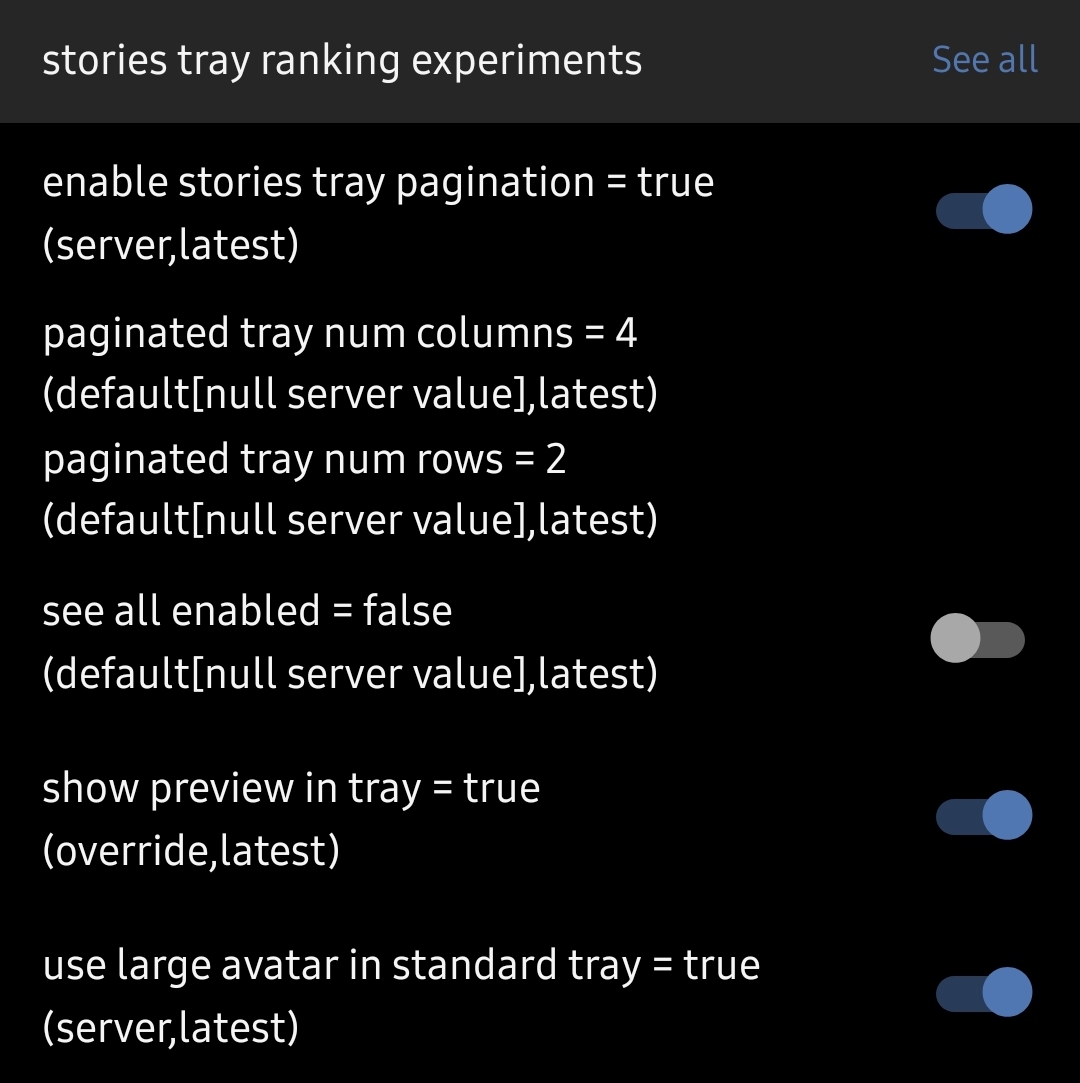 stories tray ranking experiments
See all
enable stories tray pagination = true
(server,latest)
paginated tray num columns = 4
(default[null server value],latest)
paginated tray num rows = 2
(default[null server value],latest)
see all enabled = false
(default[null server value],latest)
show preview in tray = true
(override,latest)
use large avatar in standard tray = true
(server,latest)